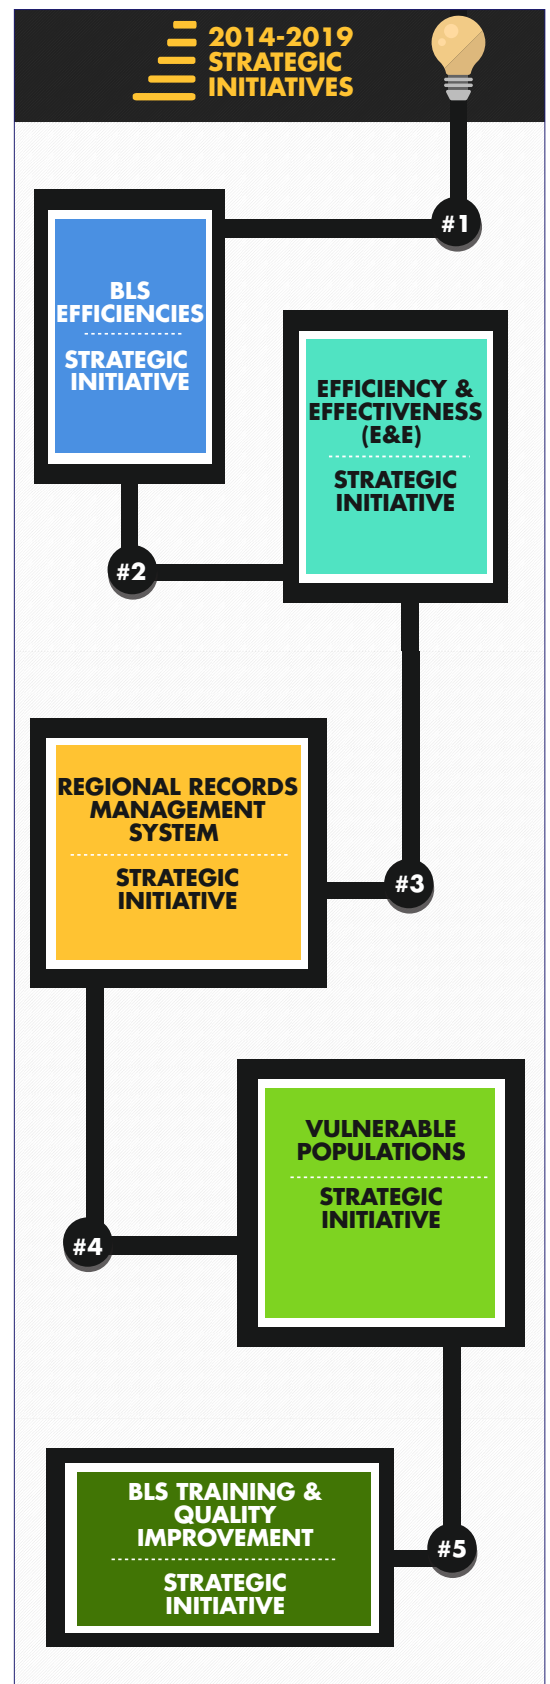 2014-2019
STRATEGIC
INITIATIVES
#1
BLS
EFFICIENCIES
STRATEGIC
INITIATIVE
EFFICIENCY &
EFFECTIVENESS
(E&E)
STRATEGIC
INITIATIVE
#2
REGIONAL RECORDS
MANAGEMENT
SYSTEM
STRATEGIC
INITIATIVE
#3
VULNERABLE
POPULATIONS
STRATEGIC
INITIATIVE
#4
BLS TRAINING &
QUALITY
IMPROVEMENT
STRATEGIC
INITIATIVE
#5